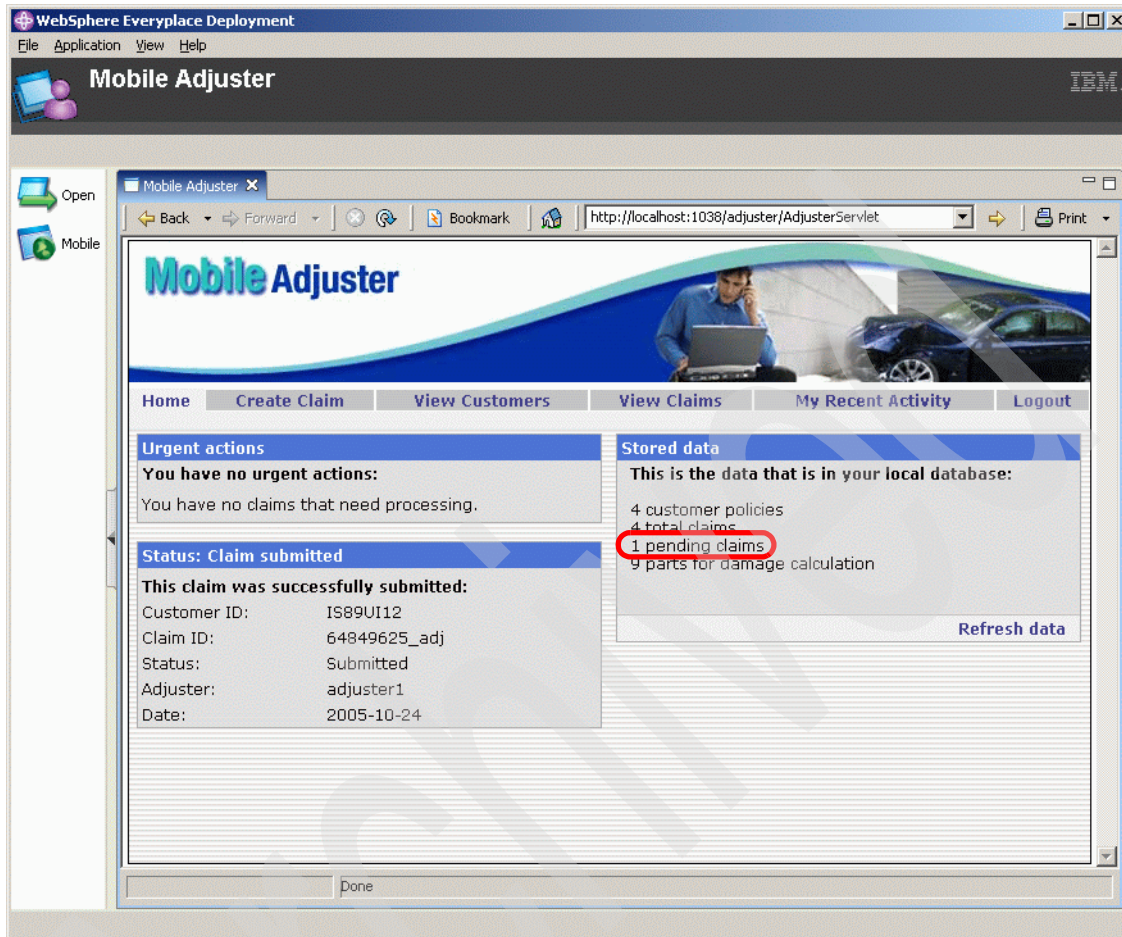 WebSphere Everyplace Deployment
File Application View Help
Mobile Adjuster
IBM.
Open
Mobile
Mobile Adjuster
Back Forward Bookmark http://localhost:1038/adjuster/AdjusterServlet Print
Mobile Adjuster
Home Create Claim View Customers View Claims My Recent Activity Logout
Urgent actions
You have no urgent actions:
You have no claims that need processing.
Status: Claim submitted
This claim was successfully submitted:
Customer ID: IS89UI12
Claim ID: 64849625_adj
Status: Submitted
Adjuster: adjuster1
Date: 2005-10-24
Stored data
This is the data that is in your local database:
4 customer policies
4 total claims
1 pending claims
9 parts for damage calculation
Refresh data
Done